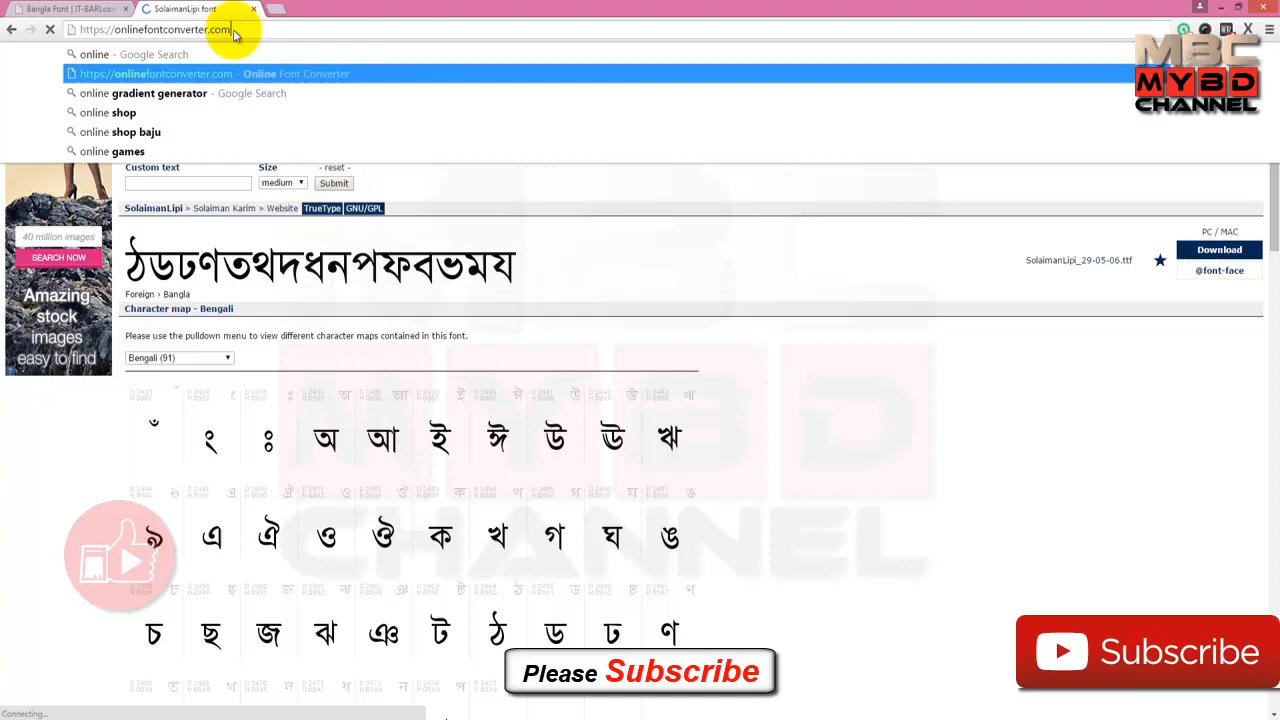 Bangla Font | IT-BARI.com
SolaimanLipi font
https://onlinefontconverter.com
online - Google Search
https://onlinefontconverter.com - Online Font Converter
online gradient generator - Google Search
online shop
online shop baju
online games
MBC
MYBD
CHANNEL
Custom text
Size
- reset -
medium
Submit
SolaimanLipi » Solaiman Karim » Website TrueType GNU/GPL
40 million images
SEARCH NOW
Amazing
stock
images
easy to find
ঠডঢণতথদধনপফবভময
PC / MAC
SolaimanLipi_29-05-06.ttf
Download
@font-face
Foreign › Bangla
Character map - Bengali
Please use the pulldown menu to view different character maps contained in this font.
Bengali (91)
ঁ ং ঃ অ আ ই ঈ উ ঊ ঋ
ঌ এ ঐ ও ঔ ক খ গ ঘ ঙ
চ ছ জ ঝ ঞ ট ঠ ড ঢ ণ
MYBD
CHANNEL
Please Subscribe
Subscribe
Connecting...